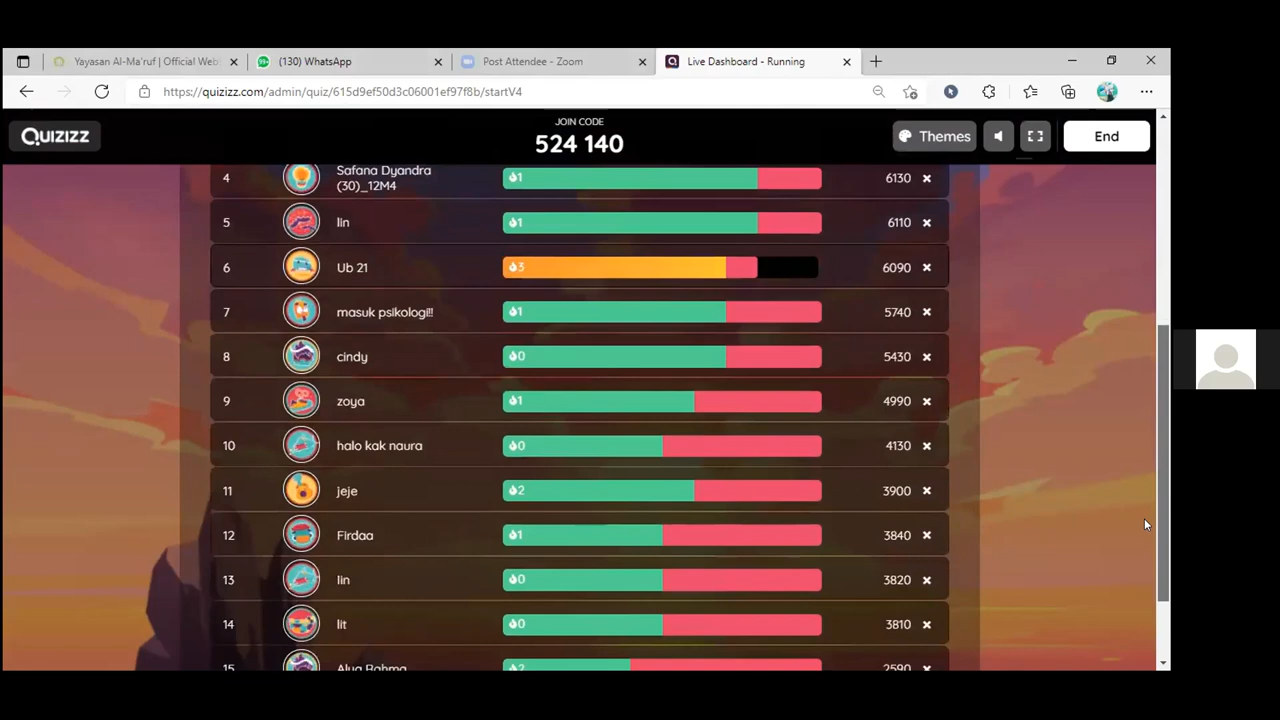 Yayasan Al-Ma'ruf | Official Web
99+
(130) WhatsApp
Post Attendee - Zoom
Live Dashboard - Running
https://quizizz.com/admin/quiz/615d9ef50d3c06001ef97f8b/startV4
Quizizz
JOIN CODE
524 140
Themes
End
4 Safana Dyandra (30)_12M4 1 6130
5 lin 1 6110
6 Ub 21 3 6090
7 masuk psikologi!! 1 5740
8 cindy 0 5430
9 zoya 1 4990
10 halo kak naura 0 4130
11 jeje 2 3900
12 Firdaa 1 3840
13 lin 0 3820
14 lit 0 3810
15 Alya Rahma 2 2590